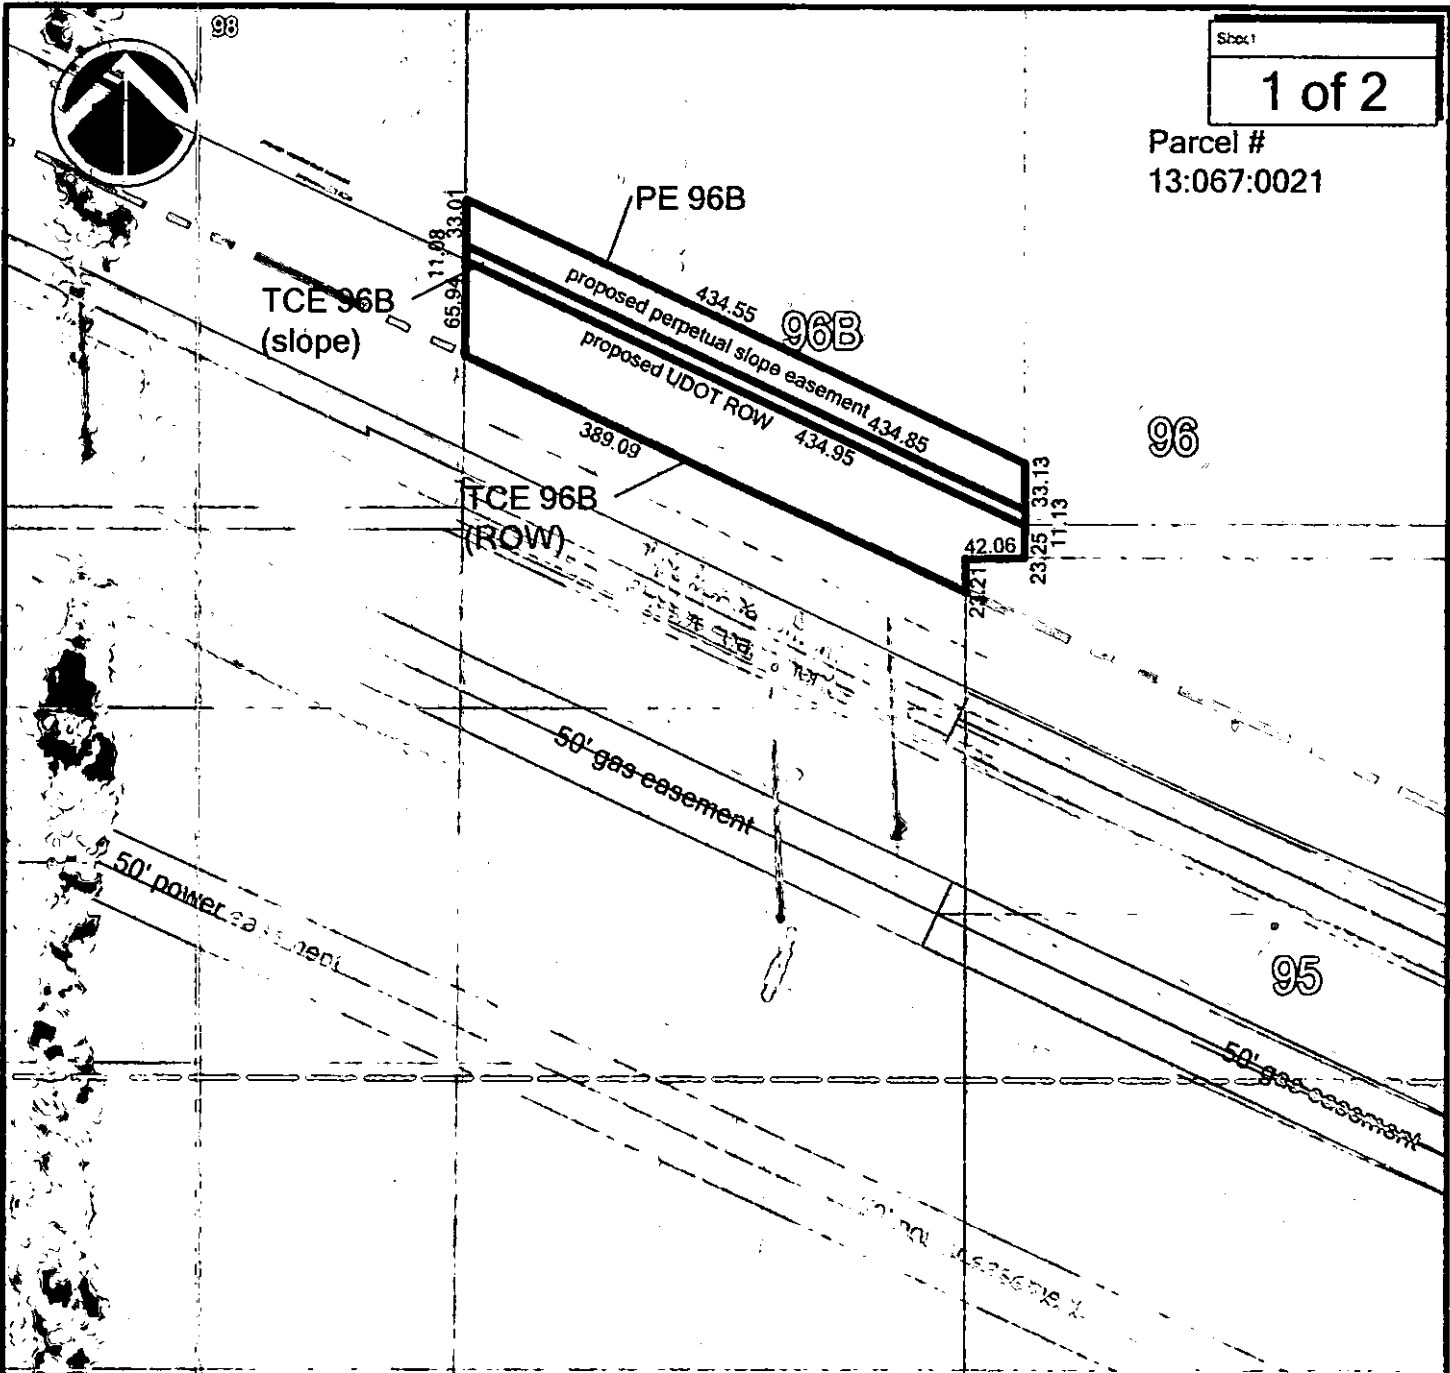 98
Sheet
1 of 2
Parcel #
13:067:0021
PE 96B
33.01
11.08
65.94
TCE 96B
(slope)
434.55
proposed perpetual slope easement
96B
434.85
proposed UDOT ROW
434.95
389.09
96
TCE 96B
(ROW)
33.13
11.13
23.25
42.06
23.21
50' gas easement
50' power easement
95
50' gas easement